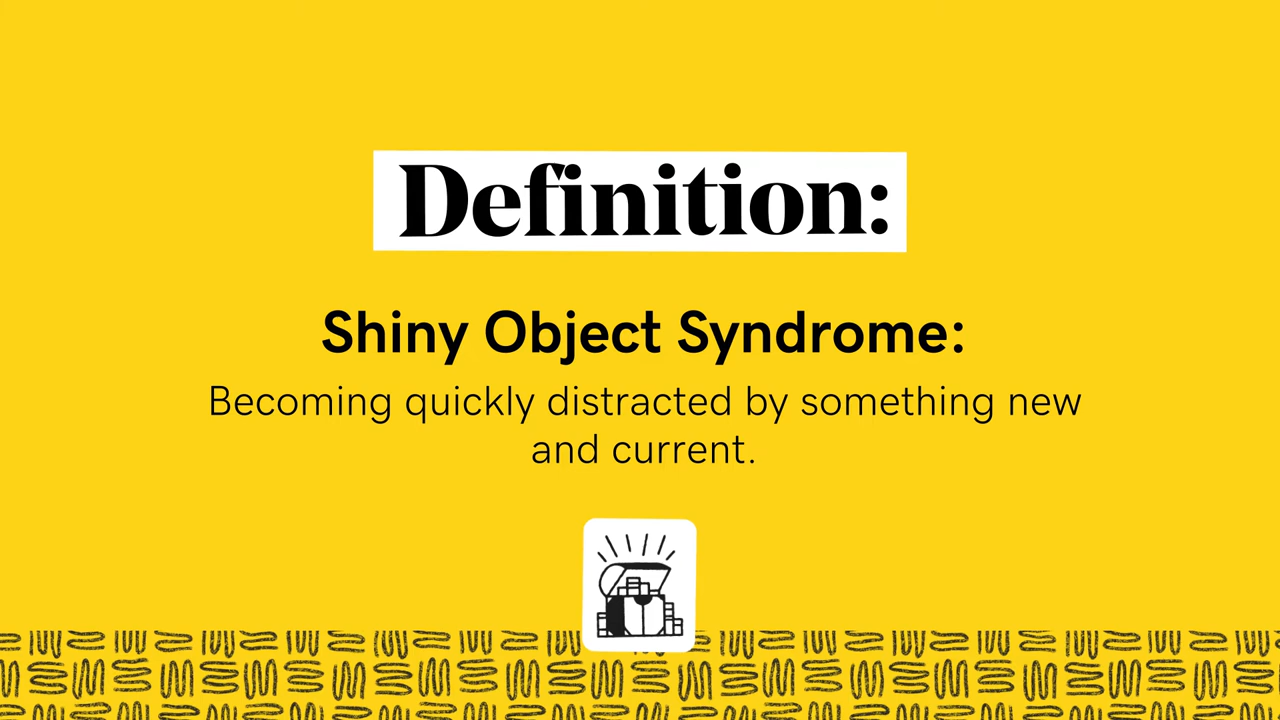 Definition:
Shiny Object Syndrome:
Becoming quickly distracted by something new
and current.